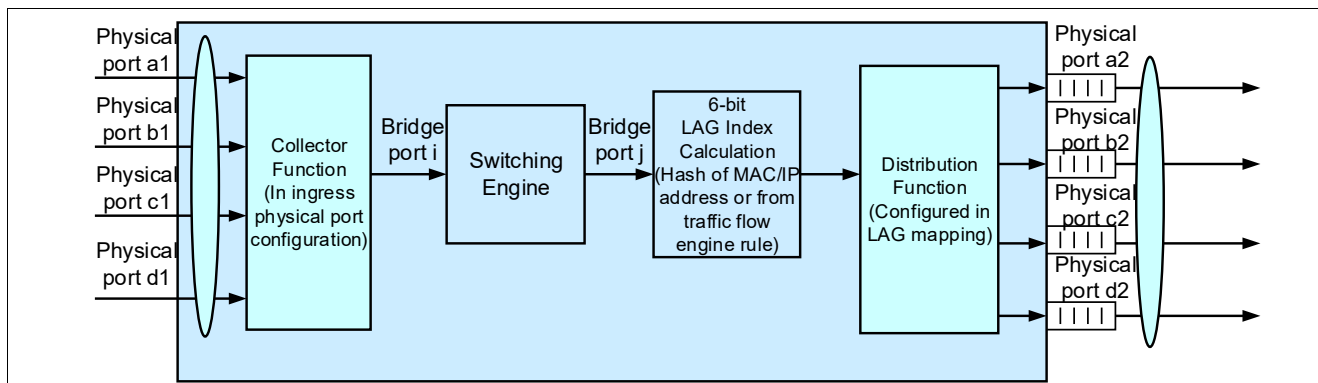 Physical
port a1
Physical
port b1
Physical
port c1
Physical
port d1
Collector
Function
(In ingress
physical port
configuration)
Bridge
port i
Switching
Engine
Bridge
port j
6-bit
LAG Index
Calculation
(Hash of MAC/IP
address or from
traffic flow
engine rule)
Distribution
Function
(Configured in
LAG mapping)
Physical
port a2
Physical
port b2
Physical
port c2
Physical
port d2